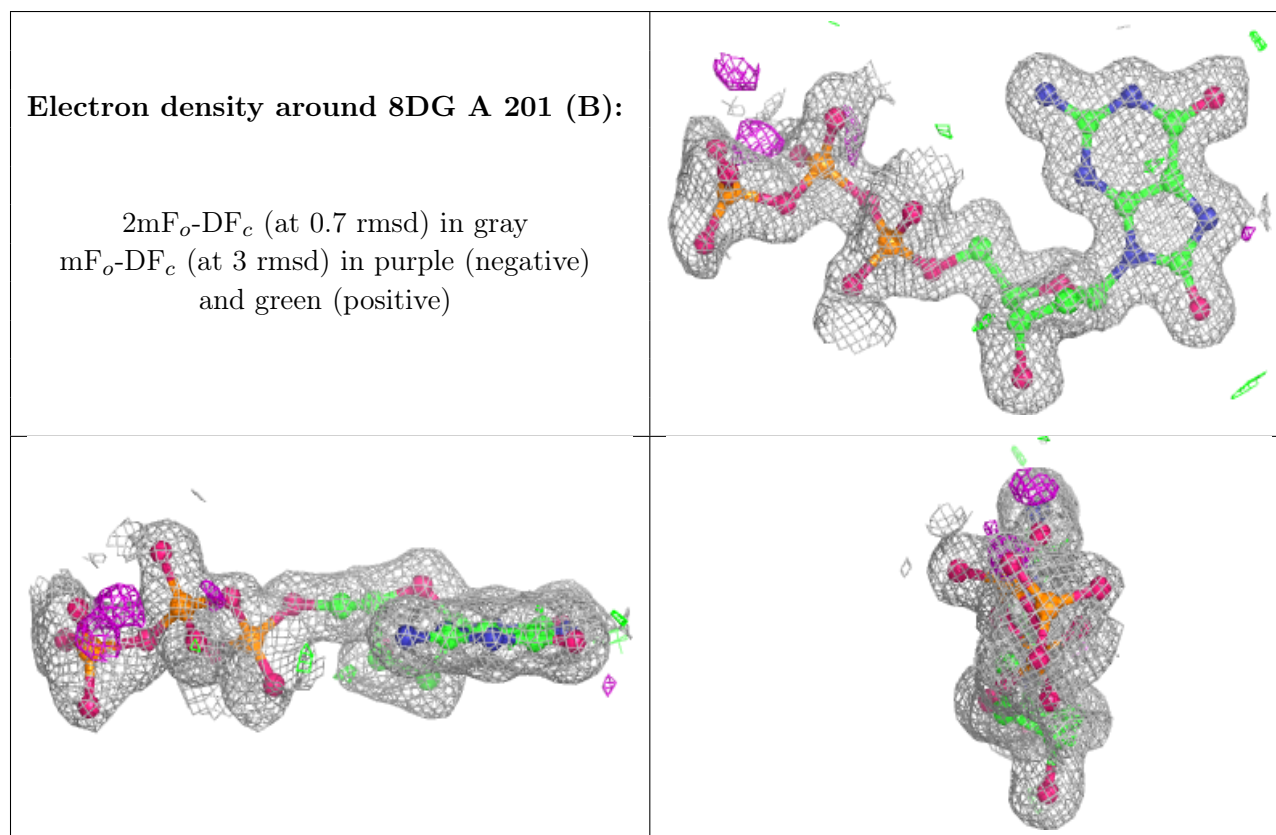 Electron density around 8DG A 201 (B):
2mFₒ-DF𝒸 (at 0.7 rmsd) in gray
mFₒ-DF𝒸 (at 3 rmsd) in purple (negative)
and green (positive)